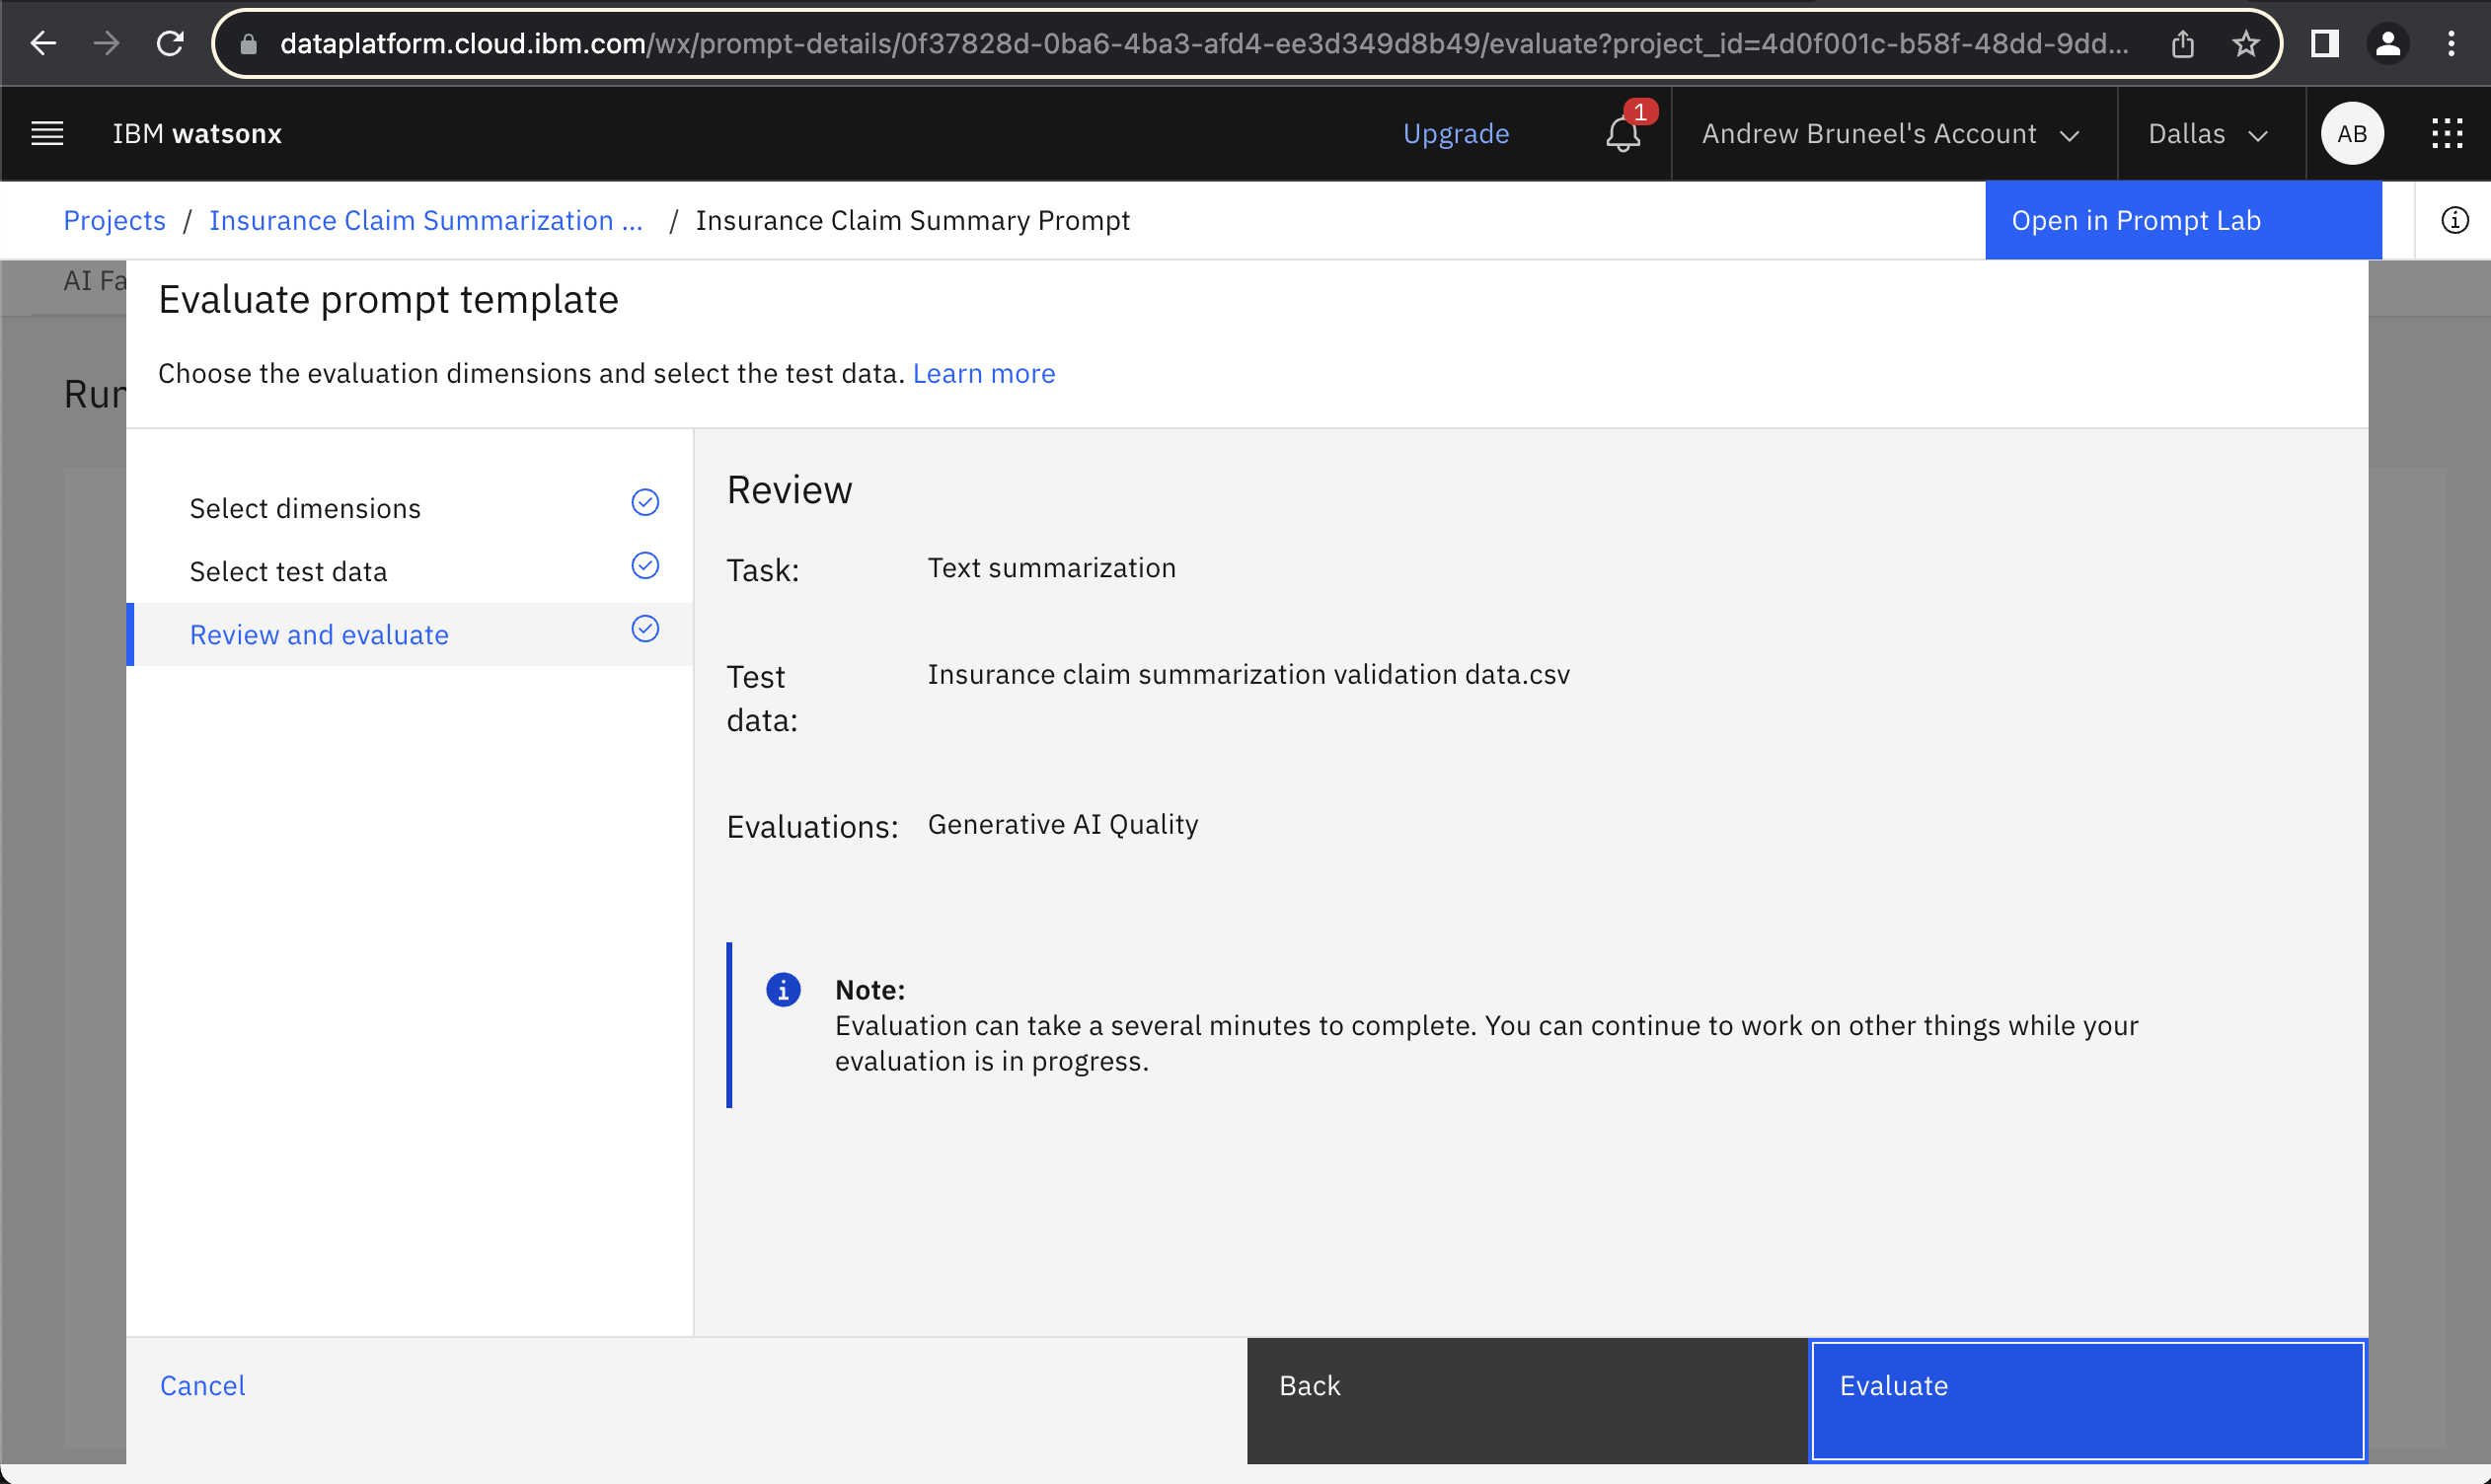 dataplatform.cloud.ibm.com/wx/prompt-details/0f37828d-0ba6-4ba3-afd4-ee3d349d8b49/evaluate?project_id=4d0f001c-b58f-48dd-9dd...
IBM watsonx
Upgrade
1
Andrew Bruneel's Account
Dallas
AB
Projects / Insurance Claim Summarization ... / Insurance Claim Summary Prompt
Open in Prompt Lab
AI Fa
Evaluate prompt template
Choose the evaluation dimensions and select the test data. Learn more
Run
Select dimensions
Select test data
Review and evaluate
Review
Task: Text summarization
Test data: Insurance claim summarization validation data.csv
Evaluations: Generative AI Quality
Note:
Evaluation can take a several minutes to complete. You can continue to work on other things while your
evaluation is in progress.
Cancel
Back
Evaluate